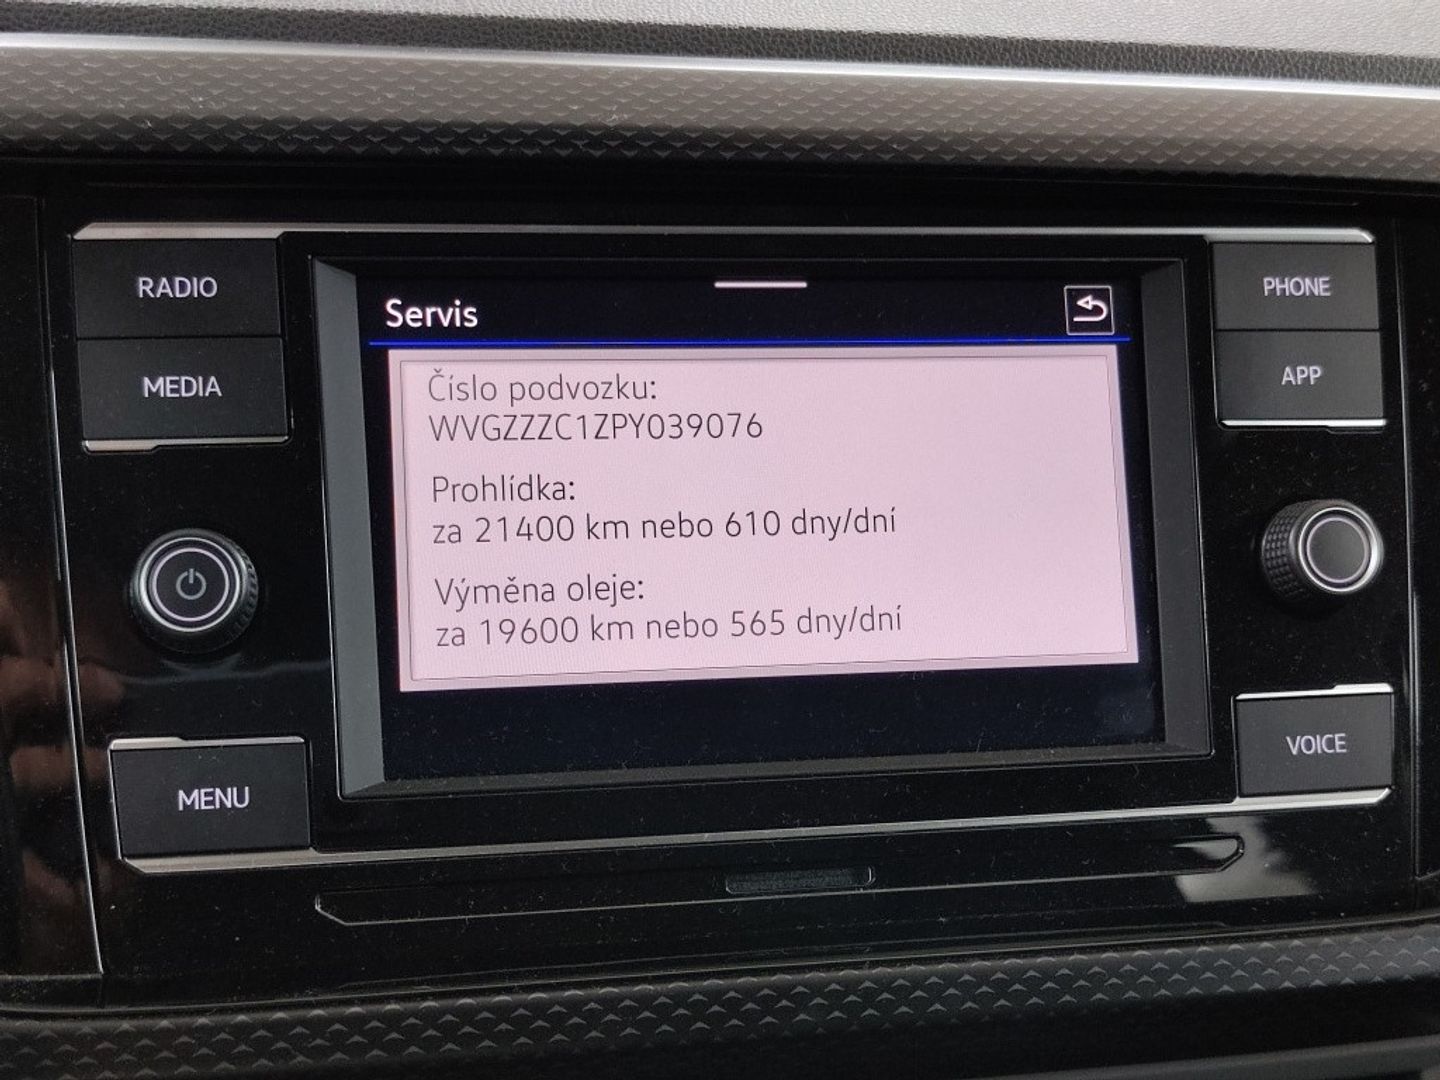 RADIO
MEDIA
MENU
Servis
Číslo podvozku:
WVGZZZC1ZPY039076
Prohlídka:
za 21400 km nebo 610 dny/dní
Výměna oleje:
za 19600 km nebo 565 dny/dní
PHONE
APP
VOICE